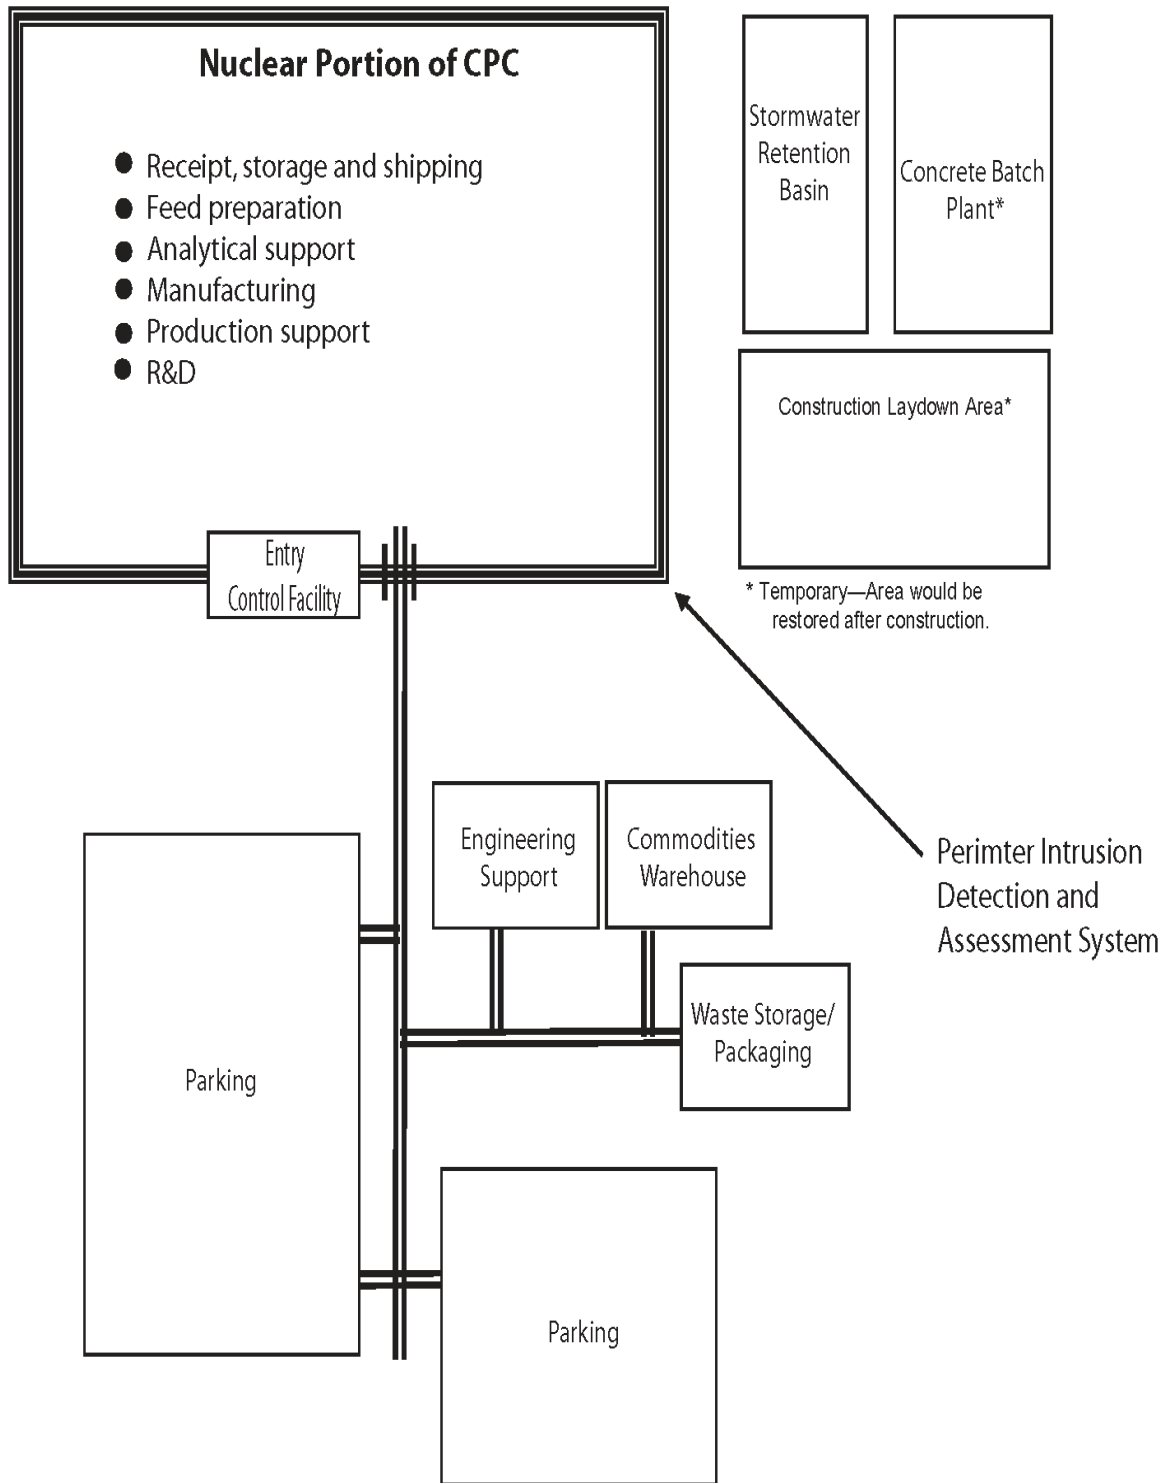 Nuclear Portion of CPC
● Receipt, storage and shipping
● Feed preparation
● Analytical support
● Manufacturing
● Production support
● R&D
Stormwater
Retention
Basin
Concrete Batch
Plant*
Construction Laydown Area*
* Temporary—Area would be
restored after construction.
Entry
Control Facility
Engineering
Support
Commodities
Warehouse
Perimter Intrusion
Detection and
Assessment System
Waste Storage/
Packaging
Parking
Parking